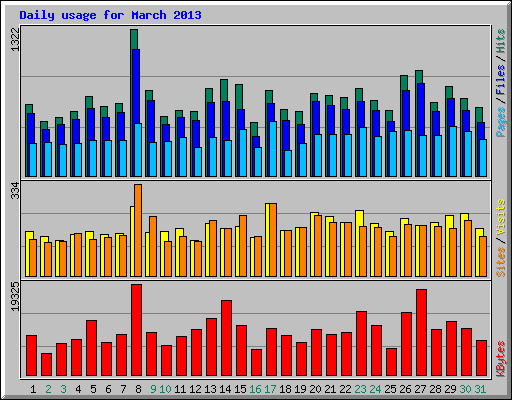 Daily usage for March 2013
1322
Pages/Files/Hits
334
Sites/Visits
19325
KBytes
1 2 3 4 5 6 7 8 9 10 11 12 13 14 15 16 17 18 19 20 21 22 23 24 25 26 27 28 29 30 31